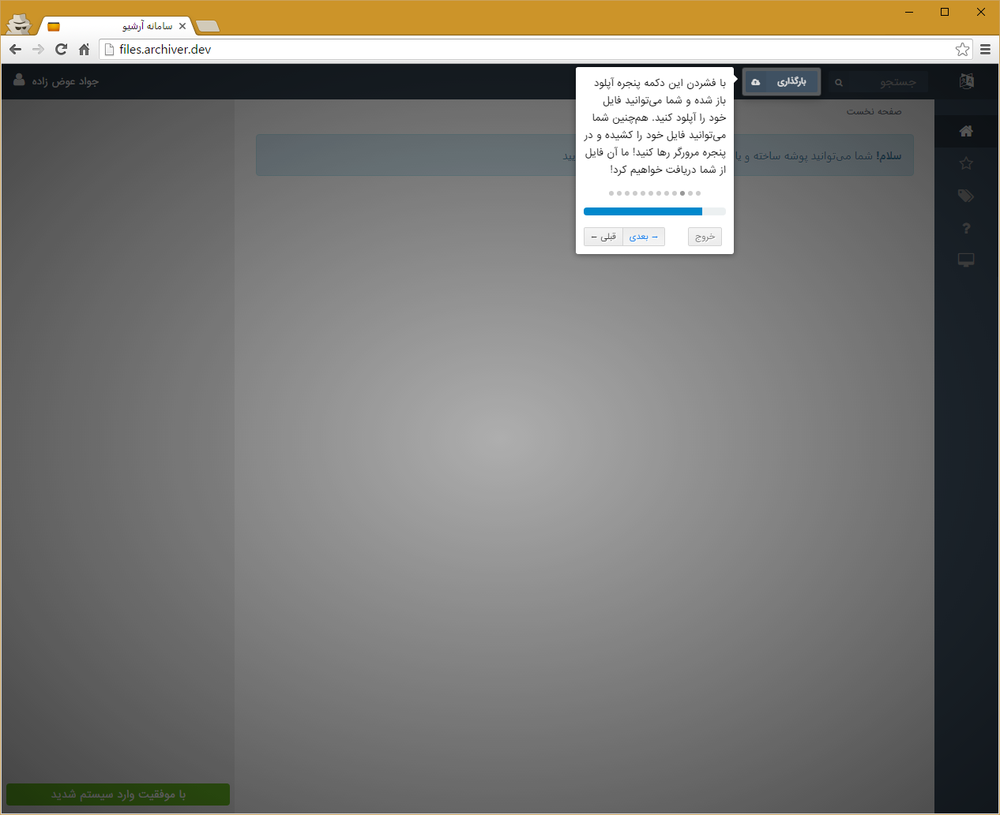 سامانه آرشیو
files.archiver.dev
جستجو
بارگذاری
جواد عوض زاده
صفحه نخست
سلام! شما می‌توانید پوشه ساخته و یا
با فشردن این دکمه پنجره آپلود
باز شده و شما می‌توانید فایل
خود را آپلود کنید. هم‌چنین شما
می‌توانید فایل خود را کشیده و در
پنجره مرورگر رها کنید! ما آن فایل
از شما دریافت خواهیم کرد!
خروج
→ بعدی
قبلی ←
با موفقیت وارد سیستم شدید